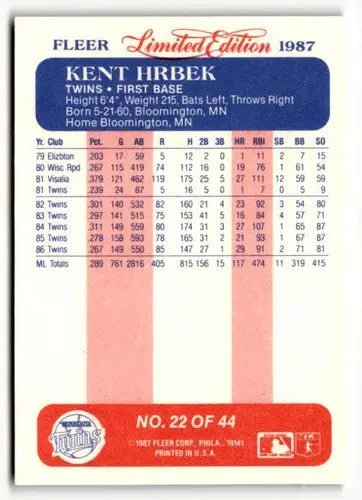 FLEER Limited Edition 1987
KENT HRBEK
TWINS • FIRST BASE
Height 6'4", Weight 215, Bats Left, Throws Right
Born 5-21-60, Bloomington, MN
Home Bloomington, MN
Yr. Club Pct. G AB R H 2B 3B HR RBI SB BB SO
79 Elizbton .203 17 59 5 12 2 0 1 11 2 7 15
80 Wisc Rpd .267 115 419 74 112 16 0 19 76 1 61 54
81 Visalia .379 121 462 119 175 25 5 27 111 12 59 59
81 Twins .239 24 67 5 16 5 0 1 7 0 5 9
82 Twins .301 140 532 82 160 21 4 23 92 3 54 80
83 Twins .297 141 515 75 153 41 5 16 84 4 57 71
84 Twins .311 149 559 80 174 31 3 27 107 1 65 87
85 Twins .278 158 593 78 165 31 2 21 93 1 67 87
86 Twins .267 149 550 85 147 27 1 29 91 2 71 81
ML Totals .289 761 2816 405 815 156 15 117 474 11 319 415
MINNESOTA
Twins
NO. 22 OF 44
©1987 FLEER CORP., PHILA., 19141
PRINTED IN U.S.A.